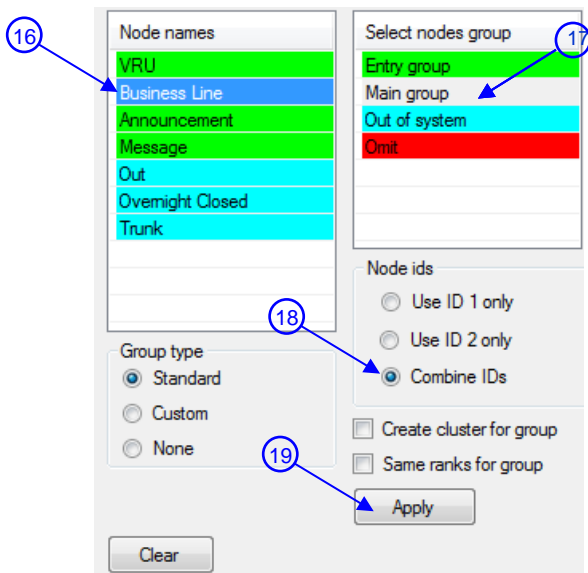 16
Node names
VRU
Business Line
Announcement
Message
Out
Overnight Closed
Trunk
Select nodes group
17
Entry group
Main group
Out of system
Omit
Node ids
Use ID 1 only
Use ID 2 only
18
Combine IDs
Group type
Standard
Custom
None
Create cluster for group
Same ranks for group
19
Apply
Clear